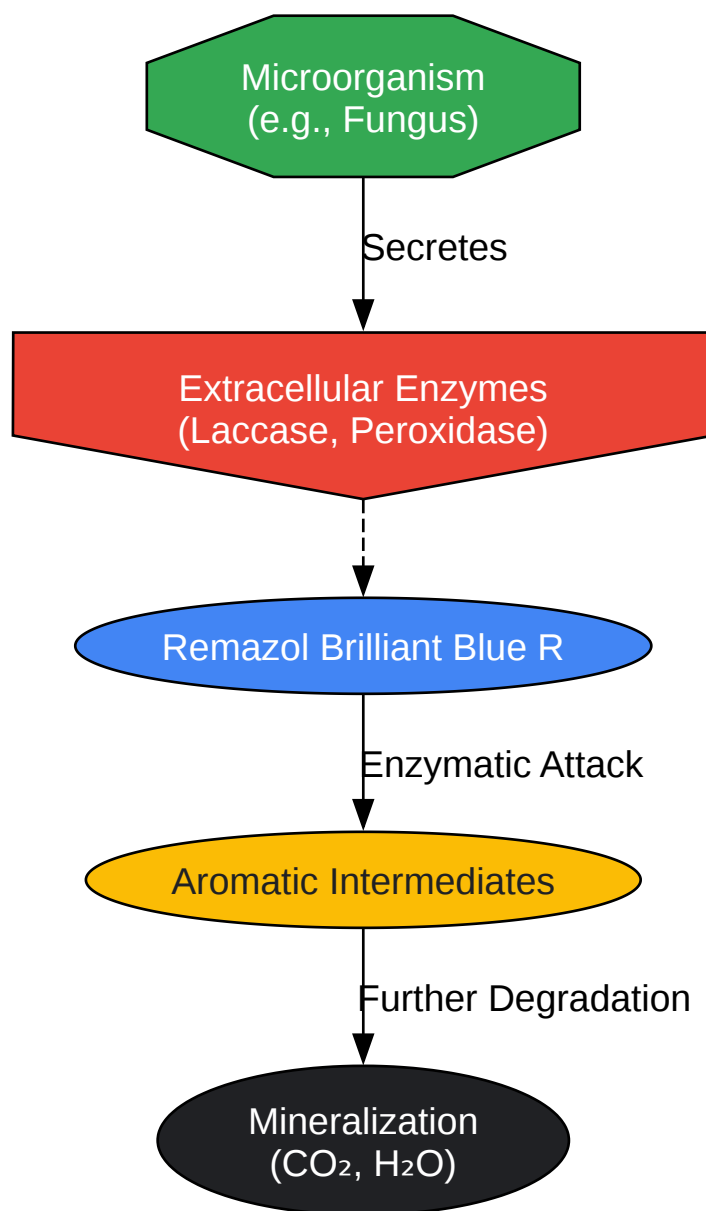 Microorganism
(e.g., Fungus)
Secretes
Extracellular Enzymes
(Laccase, Peroxidase)
Remazol Brilliant Blue R
Enzymatic Attack
Aromatic Intermediates
Further Degradation
Mineralization
(CO₂, H₂O)